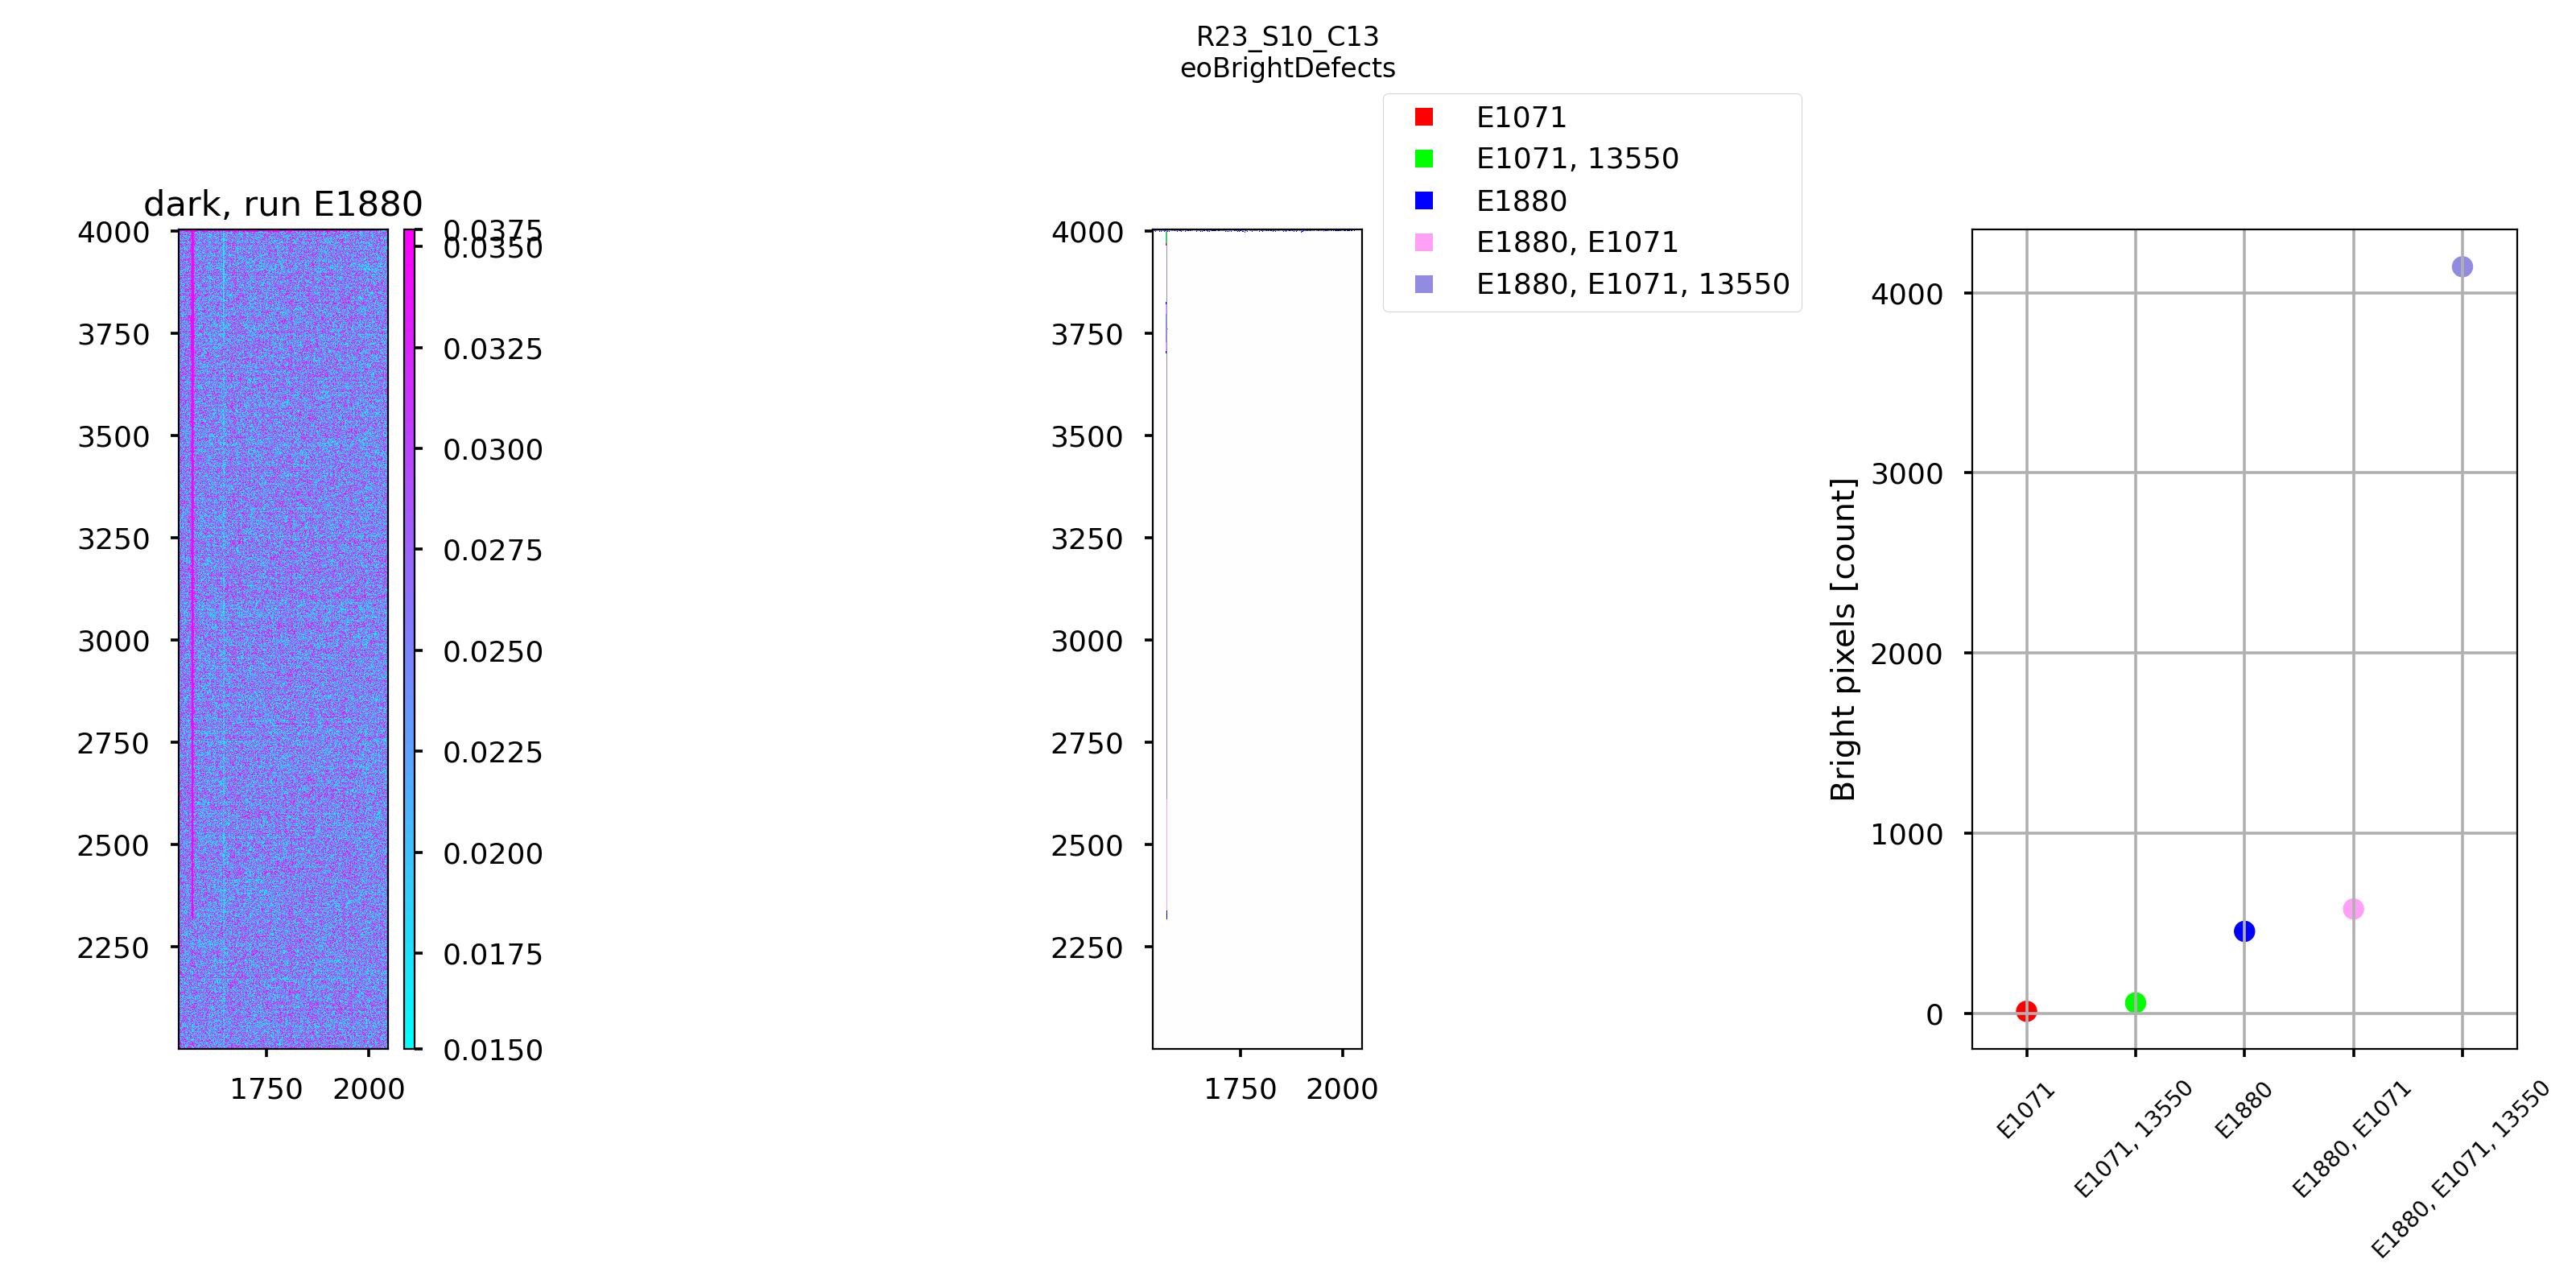 R23_S10_C13
eoBrightDefects
dark, run E1880
4000
3750
3500
3250
3000
2750
2500
2250
1750 2000
0.0375
0.0350
0.0325
0.0300
0.0275
0.0250
0.0225
0.0200
0.0175
0.0150
4000
3750
3500
3250
3000
2750
2500
2250
1750 2000
E1071
E1071, 13550
E1880
E1880, E1071
E1880, E1071, 13550
Bright pixels [count]
4000
3000
2000
1000
0
E1071
E1071, 13550
E1880
E1880, E1071
E1880, E1071, 13550